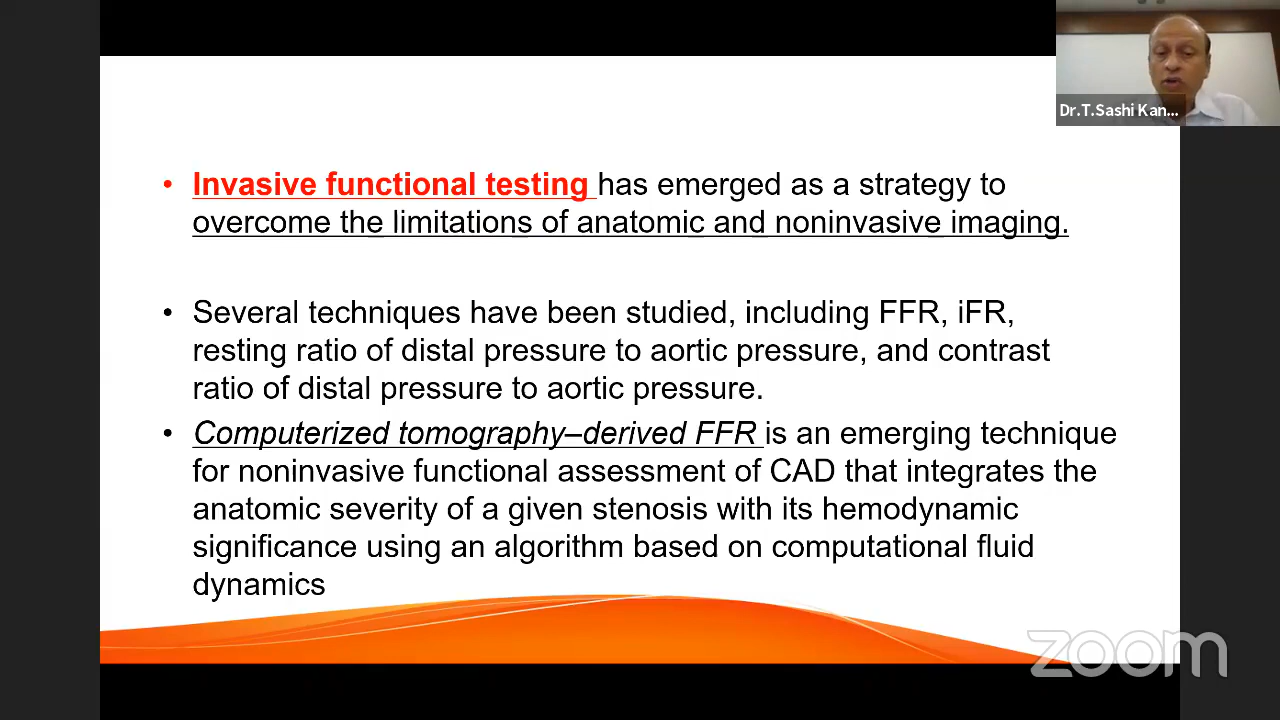 Dr.T.Sashi Kan...
• Invasive functional testing has emerged as a strategy to
overcome the limitations of anatomic and noninvasive imaging.
• Several techniques have been studied, including FFR, iFR,
resting ratio of distal pressure to aortic pressure, and contrast
ratio of distal pressure to aortic pressure.
• Computerized tomography–derived FFR is an emerging technique
for noninvasive functional assessment of CAD that integrates the
anatomic severity of a given stenosis with its hemodynamic
significance using an algorithm based on computational fluid
dynamics
zoom